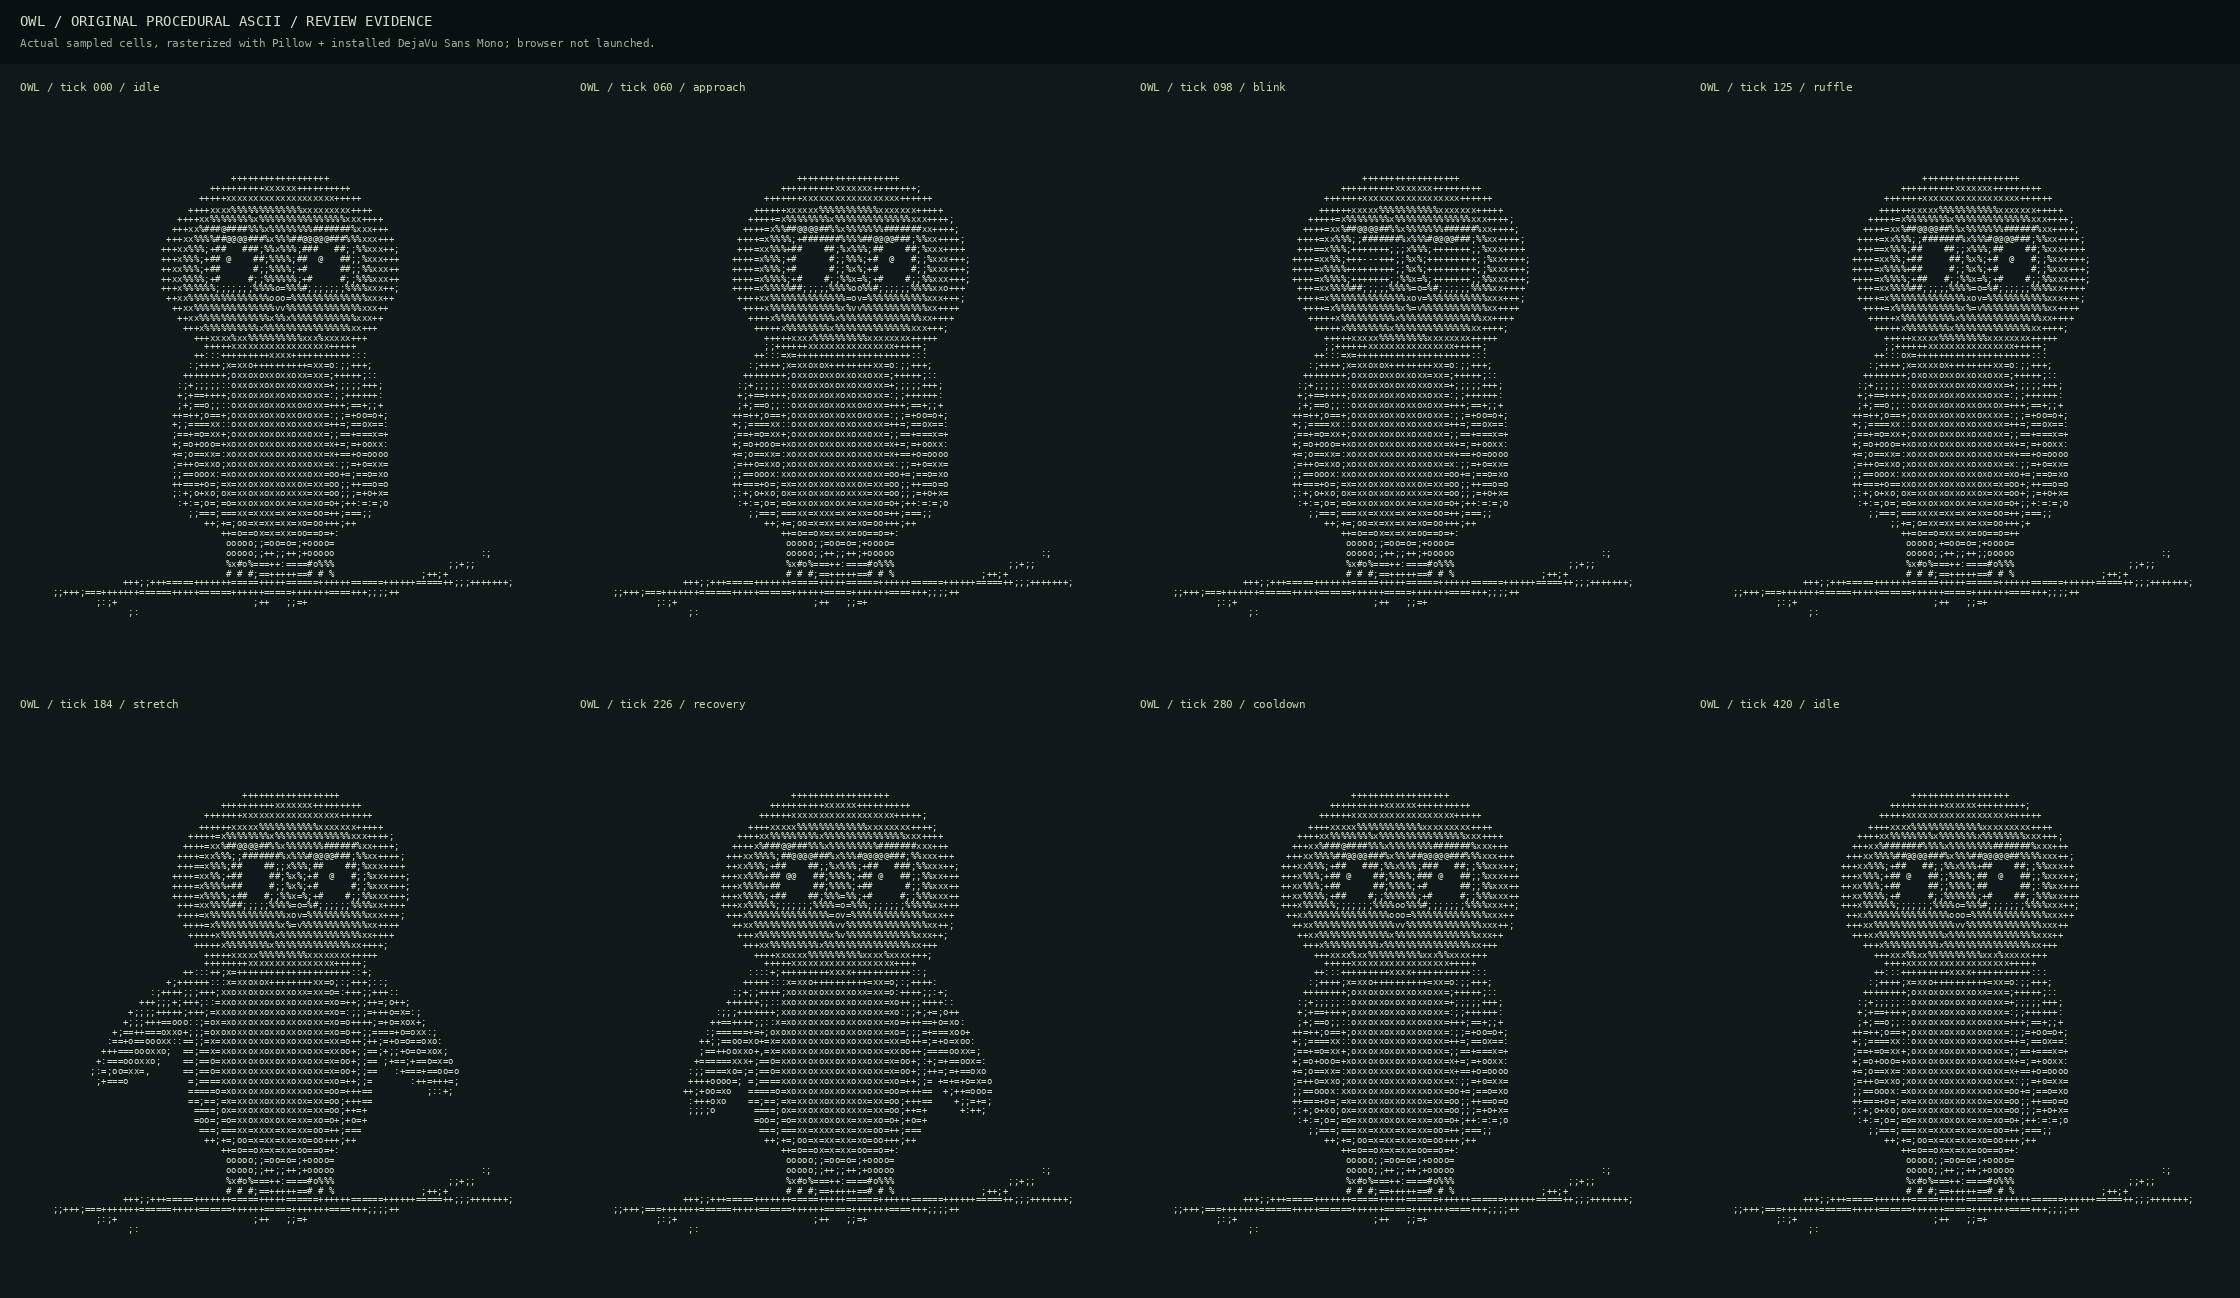 OWL / ORIGINAL PROCEDURAL ASCII / REVIEW EVIDENCE
Actual sampled cells, rasterized with Pillow + installed DejaVu Sans Mono; browser not launched.
OWL / tick 000 / idle
OWL / tick 060 / approach
OWL / tick 098 / blink
OWL / tick 125 / ruffle
OWL / tick 184 / stretch
OWL / tick 226 / recovery
OWL / tick 280 / cooldown
OWL / tick 420 / idle